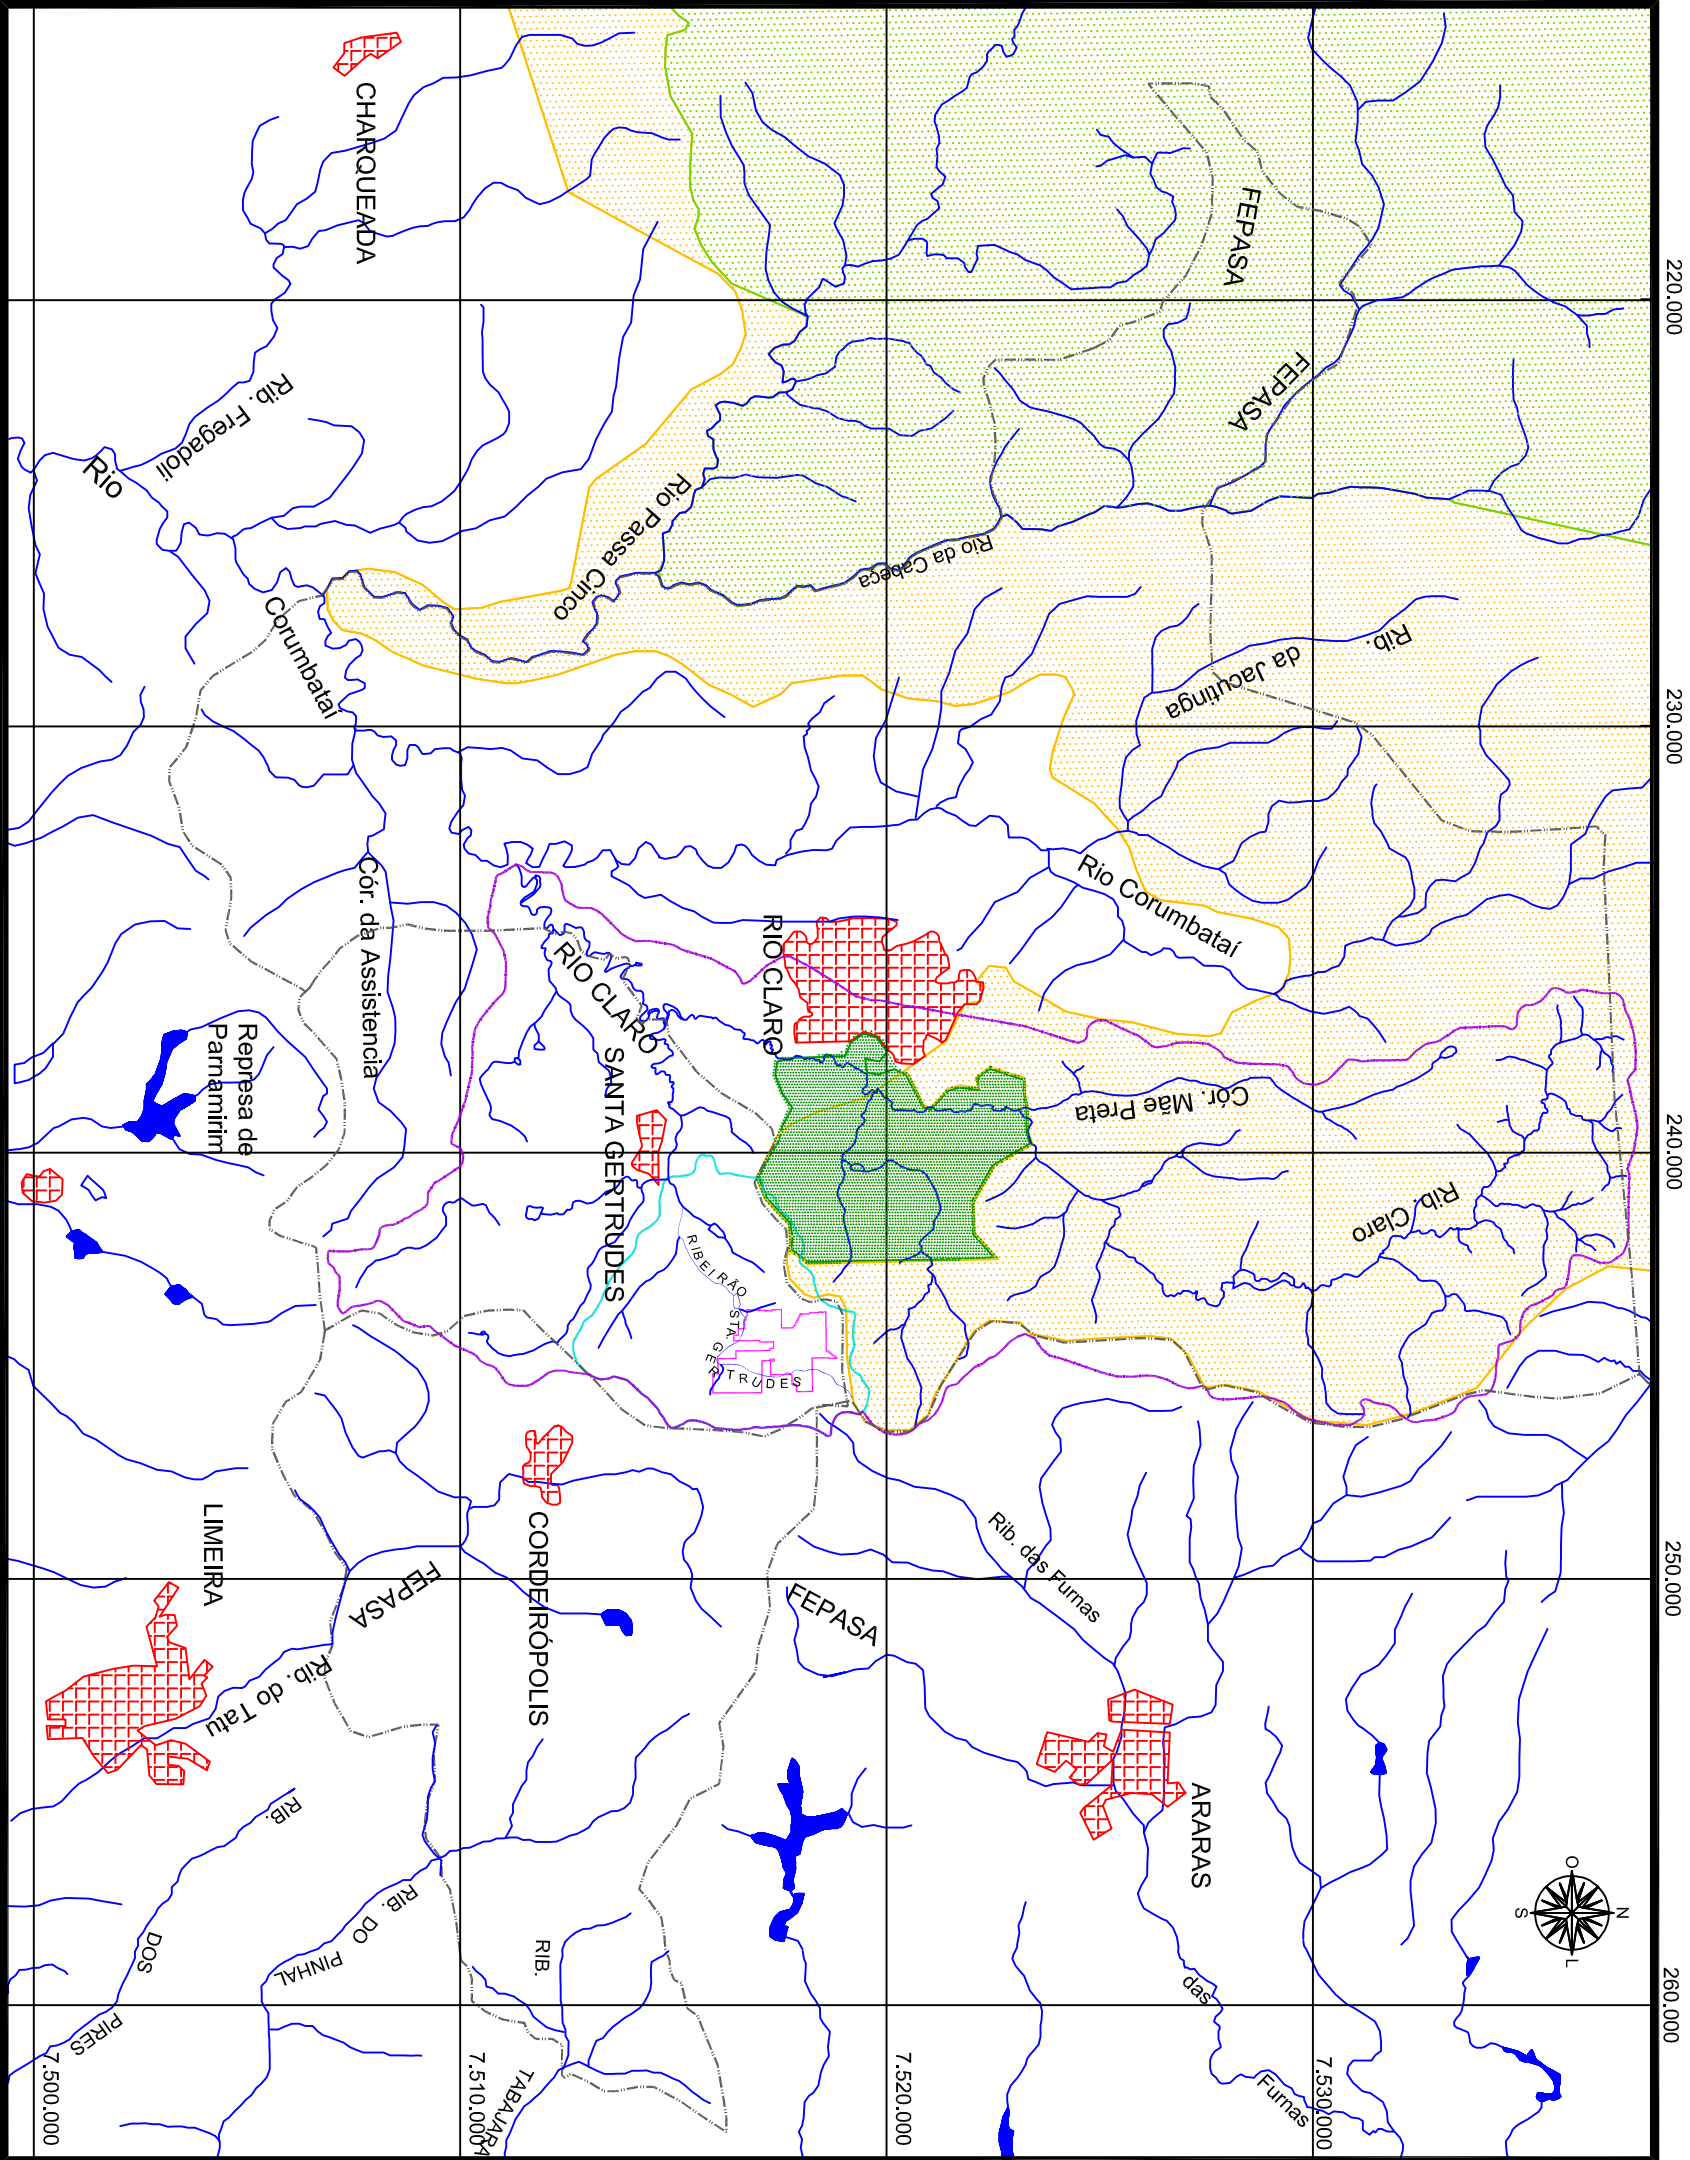 220.000
230.000
240.000
250.000
260.000
7.530.000
7.520.000
7.510.000
7.500.000
N
S
O
L
FEPASA
FEPASA
Rib.
da Jacutinga
Rio da Cabeça
Rio Passa Cinco
CHARQUEADA
Rib. Fregadoli
Rio
Corumbataí
Rio Corumbataí
Cór. da Assistencia
RIO CLARO
RIO CLARO
Cór. Mãe Preta
Rib. Claro
SANTA GERTRUDES
Represa de
Parnamirim
RIBEIRÃO STA GERTRUDES
CORDEIRÓPOLIS
LIMEIRA
FEPASA
FEPASA
Rib. do Tatu
Rib. das Furnas
ARARAS
das
Furnas
RIB.
DOS
PIRES
RIB. DO
PINHAL
RIB.
TABAJARA